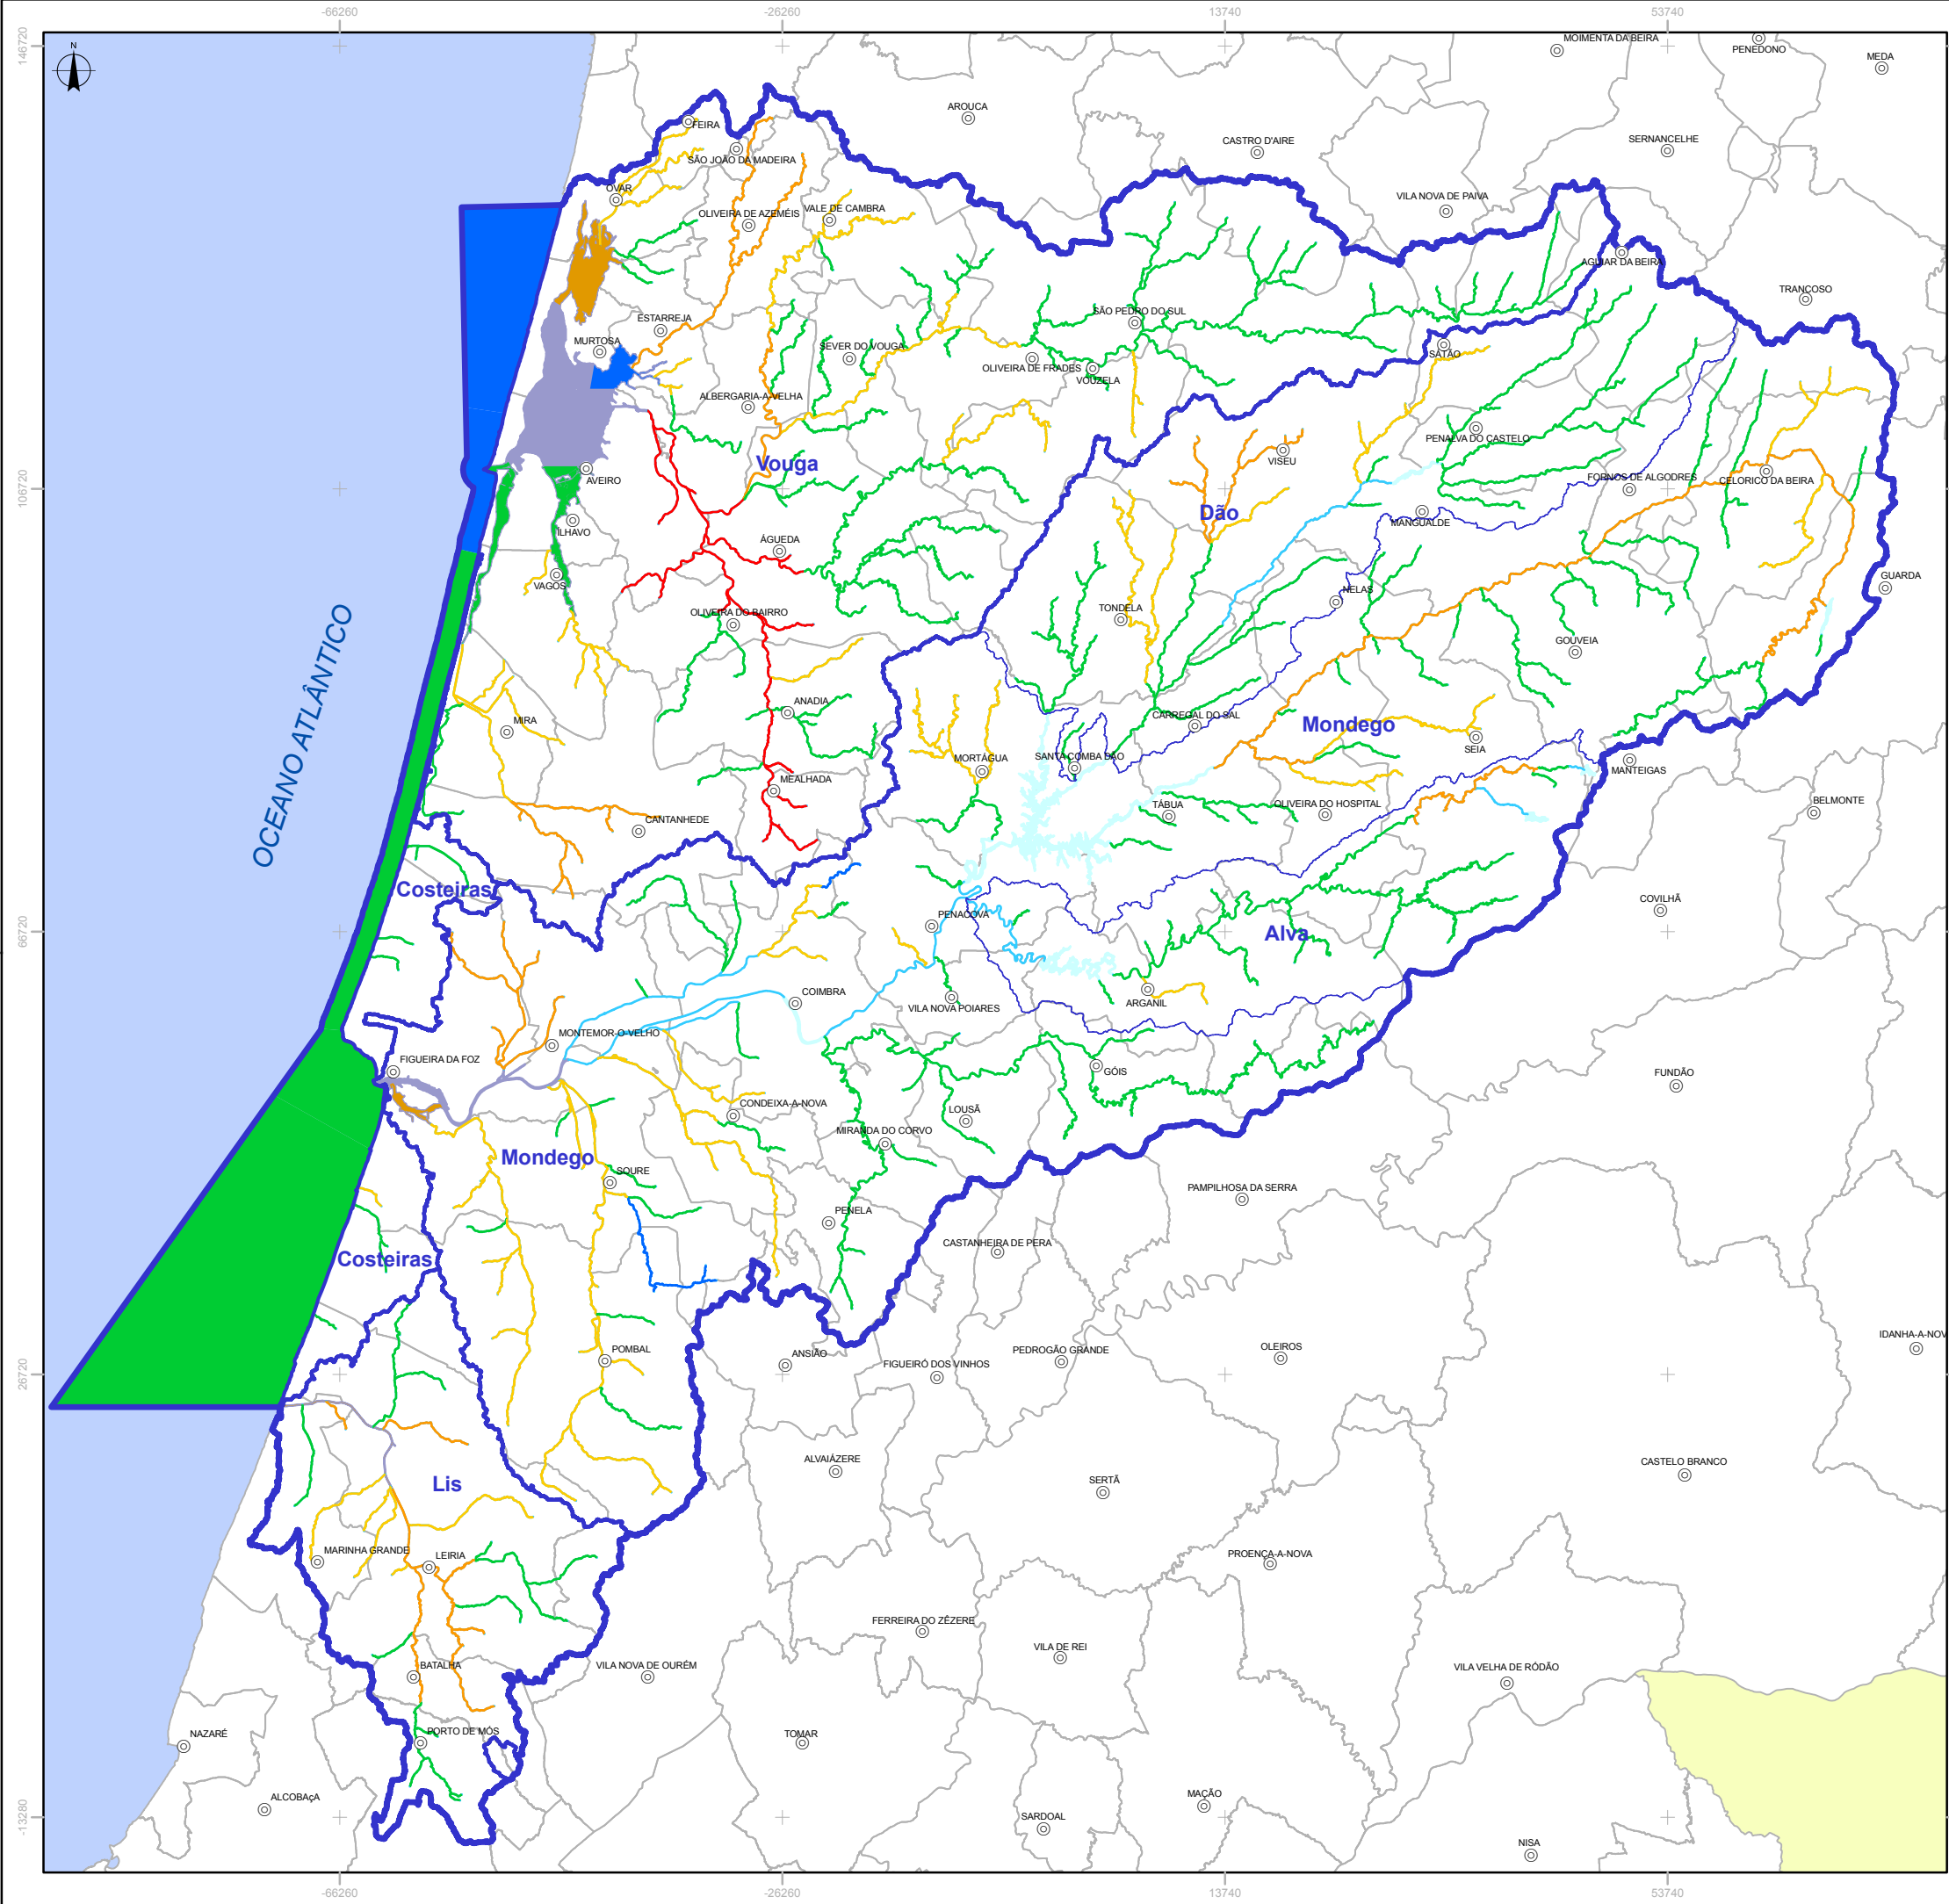 -66260
-26260
13740
53740
146720
N
MOIMENTA DA BEIRA
PENEDONO
MEDA
AROUCA
FEIRA
CASTRO D'AIRE
SERNANCELHE
SÃO JOÃO DA MADEIRA
OVAR
VILA NOVA DE PAIVA
OLIVEIRA DE AZEMÉIS
VALE DE CAMBRA
AGUIAR DA BEIRA
TRANCOSO
SÃO PEDRO DO SUL
ESTARREJA
MURTOSA
SEVER DO VOUGA
OLIVEIRA DE FRADES
VOUZELA
SÁTÃO
ALBERGARIA-A-VELHA
PENALVA DO CASTELO
Vouga
VISEU
106720
AVEIRO
FORNOS DE ALGODRES
CELORICO DA BEIRA
Dão
MANGUALDE
ÍLHAVO
ÁGUEDA
VAGOS
GUARDA
NELAS
OLIVEIRA DO BAIRRO
TONDELA
GOUVEIA
OCEANO ATLÂNTICO
ANADIA
MIRA
CARREGAL DO SAL
Mondego
SEIA
SANTA COMBA DÃO
MORTÁGUA
MANTEIGAS
MEALHADA
TÁBUA
OLIVEIRA DO HOSPITAL
BELMONTE
CANTANHEDE
Costeiras
COVILHÃ
66720
PENACOVA
Alva
COIMBRA
ARGANIL
VILA NOVA POIARES
MONTEMOR-O-VELHO
FIGUEIRA DA FOZ
GÓIS
FUNDÃO
CONDEIXA-A-NOVA
LOUSÃ
MIRANDA DO CORVO
Mondego
SOURE
PAMPILHOSA DA SERRA
PENELA
CASTANHEIRA DE PERA
Costeiras
IDANHA-A-NOV
POMBAL
ANSIÃO
FIGUEIRÓ DOS VINHOS
PEDROGÃO GRANDE
OLEIROS
26720
ALVAIÁZERE
SERTÃ
CASTELO BRANCO
Lis
MARINHA GRANDE
LEIRIA
PROENÇA-A-NOVA
FERREIRA DO ZÊZERE
VILA DE REI
BATALHA
VILA NOVA DE OURÉM
VILA VELHA DE RÓDÃO
NAZARÉ
PORTO DE MÓS
TOMAR
ALCOBAçA
MAÇÃO
SARDOAL
-13280
NISA
-66260
-26260
13740
53740